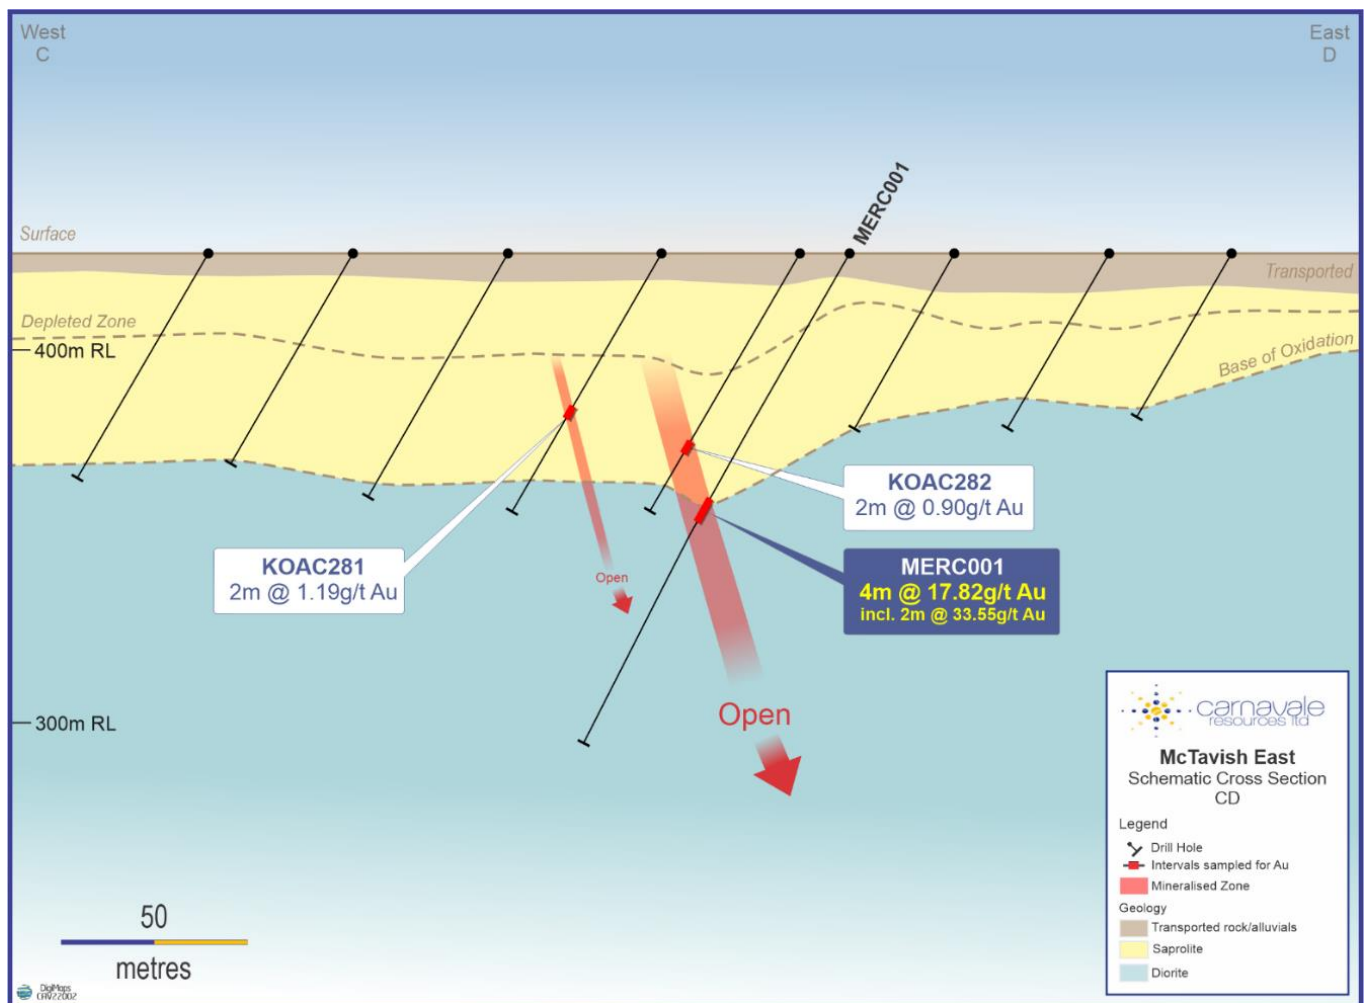 West
C
East
D
MERC001
Surface
Transported
Depleted Zone
400m RL
Base of Oxidation
KOAC282
2m @ 0.90g/t Au
KOAC281
2m @ 1.19g/t Au
MERC001
4m @ 17.82g/t Au
incl. 2m @ 33.55g/t Au
Open
Open
300m RL
carnavale
resources ltd
McTavish East
Schematic Cross Section
CD
Legend
Drill Hole
Intervals sampled for Au
Mineralised Zone
Geology
Transported rock/alluvials
Saprolite
Diorite
50
metres
DigiMaps
CAV22002